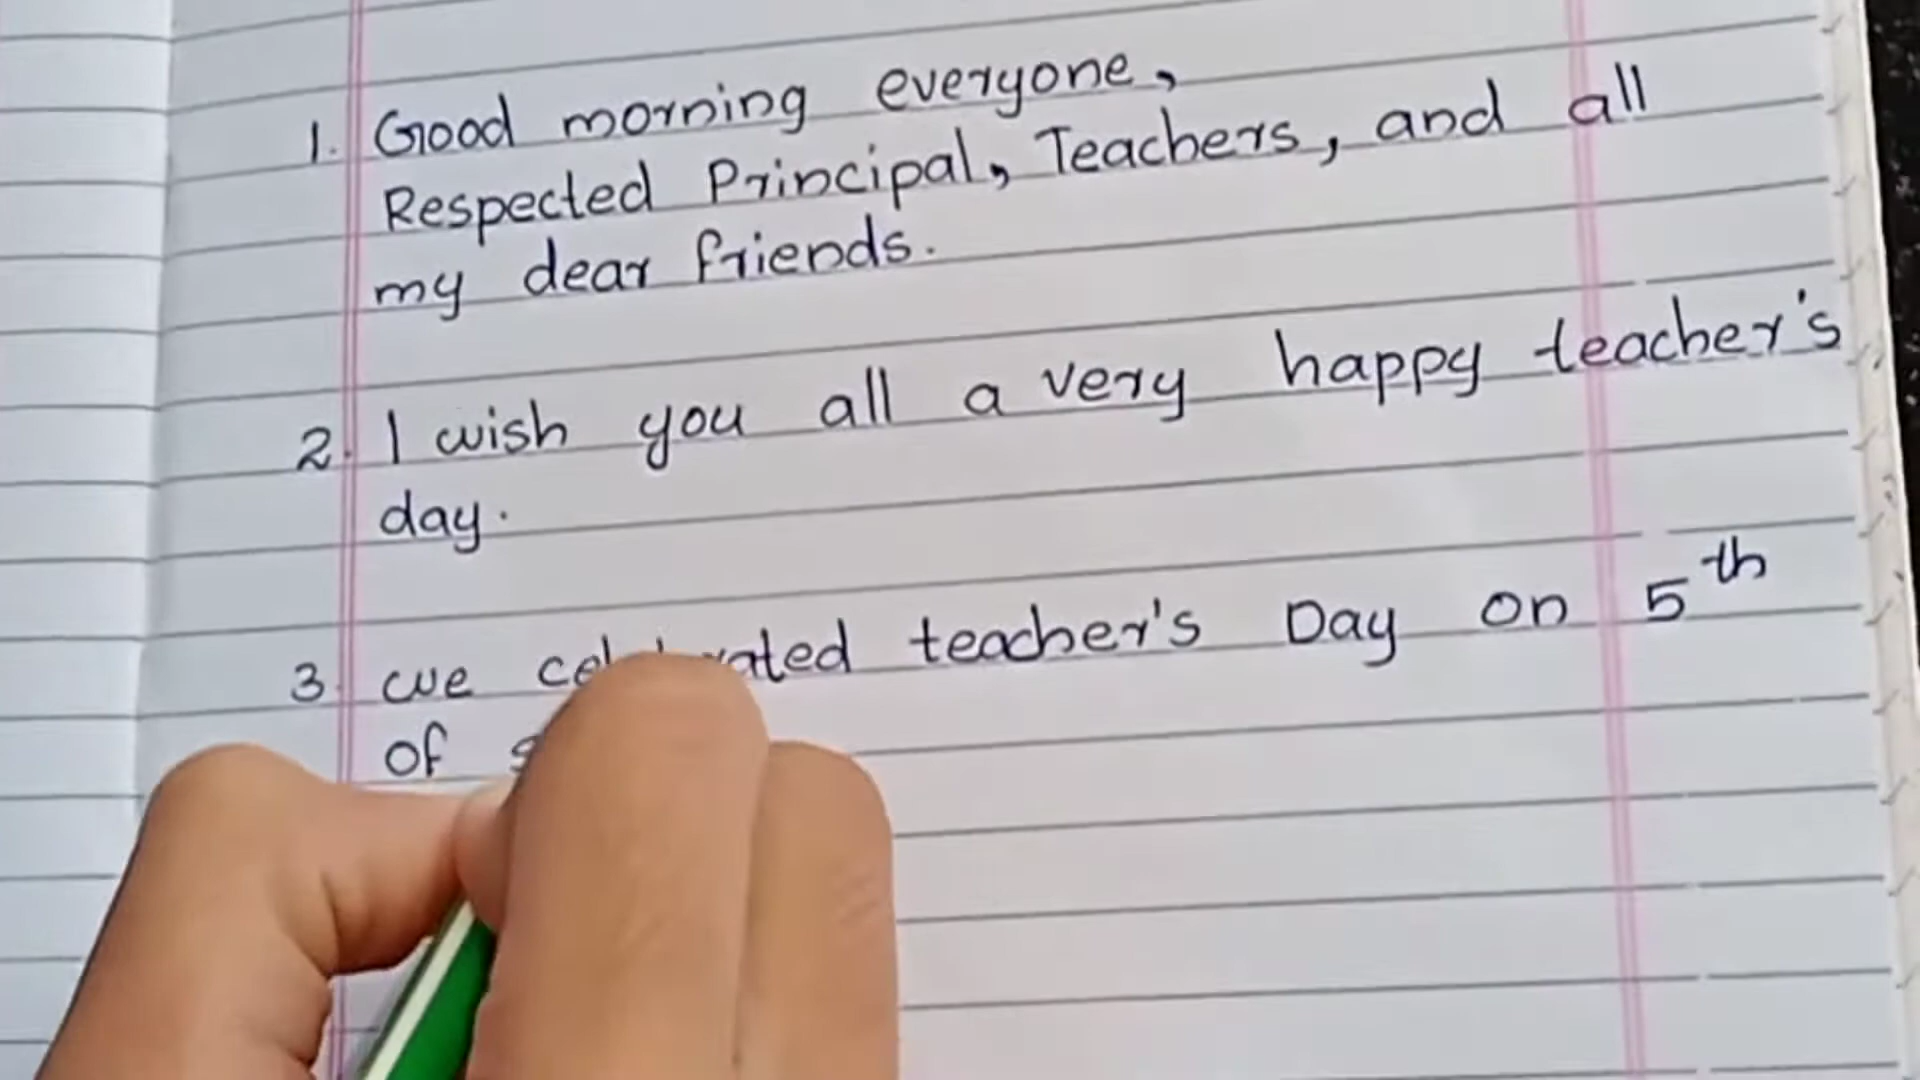 1. Good morning everyone,
Respected Principal, Teachers, and all
my dear friends.
2. I wish you all a very happy teacher's
day.
3. we teacher's Day on 5th
of